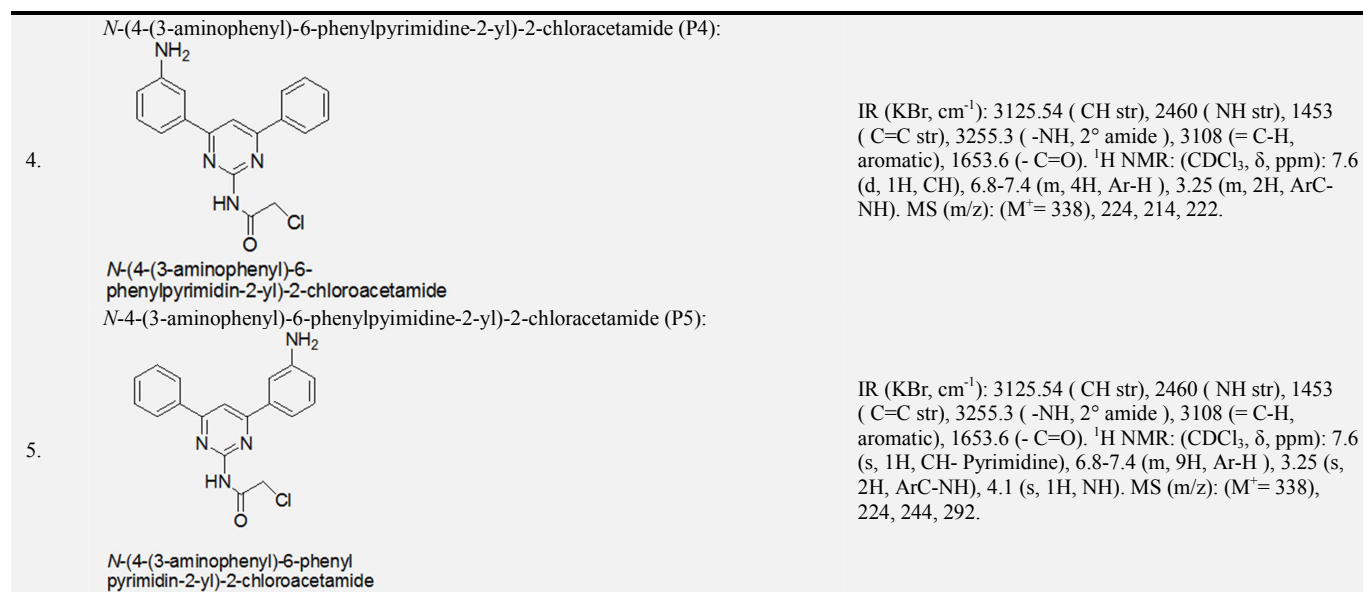 N-(4-(3-aminophenyl)-6-phenylpyrimidine-2-yl)-2-chloracetamide (P4):
NH2
N N
HN
Cl
O
N-(4-(3-aminophenyl)-6-
phenylpyrimidin-2-yl)-2-chloroacetamide
4.
IR (KBr, cm-1): 3125.54 ( CH str), 2460 ( NH str), 1453
( C=C str), 3255.3 ( -NH, 2° amide ), 3108 (= C-H,
aromatic), 1653.6 (- C=O). 1H NMR: (CDCl3, δ, ppm): 7.6
(d, 1H, CH), 6.8-7.4 (m, 4H, Ar-H ), 3.25 (m, 2H, ArC-
NH). MS (m/z): (M+= 338), 224, 214, 222.
N-4-(3-aminophenyl)-6-phenylpyimidine-2-yl)-2-chloracetamide (P5):
NH2
N N
HN
Cl
O
N-(4-(3-aminophenyl)-6-phenyl
pyrimidin-2-yl)-2-chloroacetamide
5.
IR (KBr, cm-1): 3125.54 ( CH str), 2460 ( NH str), 1453
( C=C str), 3255.3 ( -NH, 2° amide ), 3108 (= C-H,
aromatic), 1653.6 (- C=O). 1H NMR: (CDCl3, δ, ppm): 7.6
(s, 1H, CH- Pyrimidine), 6.8-7.4 (m, 9H, Ar-H ), 3.25 (s,
2H, ArC-NH), 4.1 (s, 1H, NH). MS (m/z): (M+= 338),
224, 244, 292.